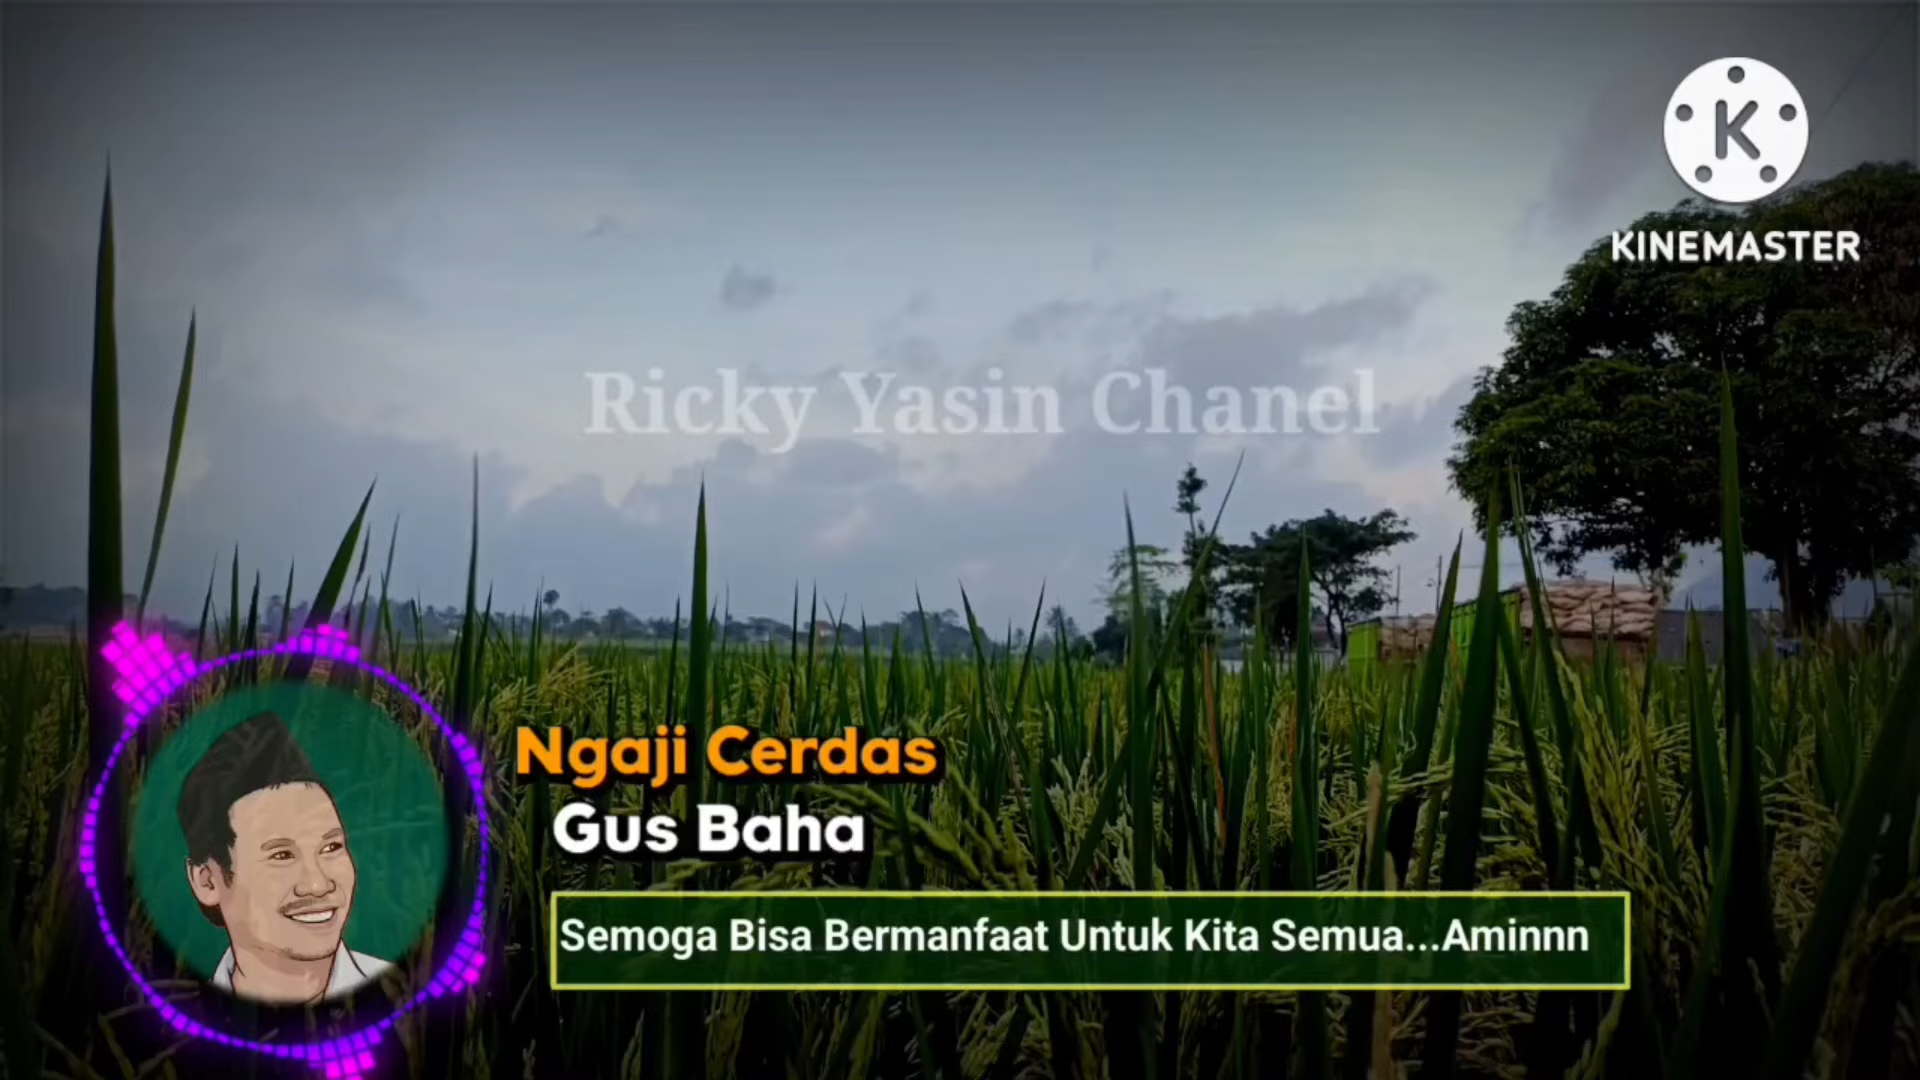 K
KINEMASTER
Ricky Yasin Chanel
Ngaji Cerdas
Gus Baha
Semoga Bisa Bermanfaat Untuk Kita Semua...Aminnn